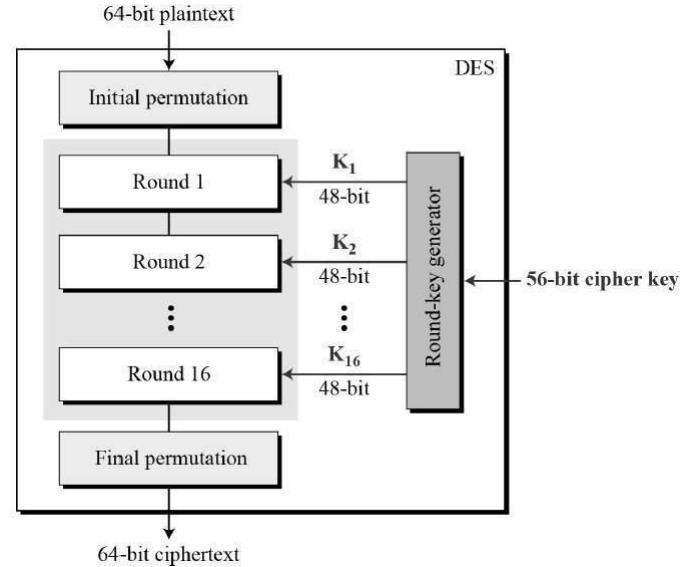 64-bit plaintext
DES
Initial permutation
Round 1
K1
48-bit
Round 2
K2
48-bit
Round 16
K16
48-bit
Round-key generator
56-bit cipher key
Final permutation
64-bit ciphertext